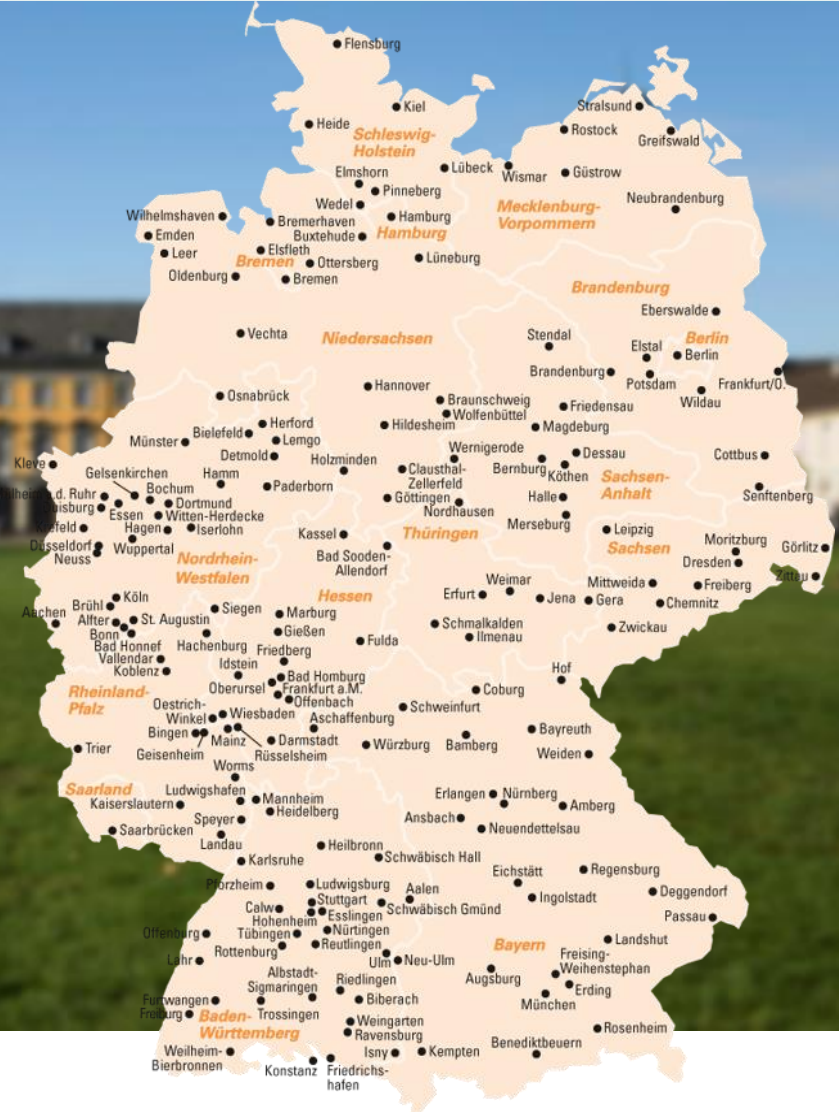 Flensburg
Kiel
Stralsund
Heide
Schleswig-
Holstein
Rostock
Greifswald
Lübeck
Wismar
Güstrow
Elmshorn
Pinneberg
Wedel
Neubrandenburg
Mecklenburg-
Vorpommern
Wilhelmshaven
Bremerhaven
Hamburg
Buxtehude
Hamburg
Emden
Leer
Elsfleth
Bremen
Ottersberg
Lüneburg
Oldenburg
Bremen
Brandenburg
Eberswalde
Vechta
Niedersachsen
Stendal
Berlin
Elstal
Berlin
Brandenburg
Potsdam
Frankfurt/O.
Wildau
Hannover
Osnabrück
Braunschweig
Wolfenbüttel
Friedensau
Herford
Bielefeld
Hildesheim
Magdeburg
Münster
Lemgo
Detmold
Wernigerode
Dessau
Cottbus
Kleve
Holzminden
Clausthal-
Zellerfeld
Bernburg
Köthen
Sachsen-
Anhalt
Gelsenkirchen
Hamm
Paderborn
Senftenberg
a.d. Ruhr
Bochum
Göttingen
Nordhausen
Halle
Duisburg
Essen
Dortmund
Witten-Herdecke
Merseburg
Krefeld
Hagen
Iserlohn
Kassel
Thüringen
Leipzig
Moritzburg
Düsseldorf
Wuppertal
Neuss
Nordrhein-
Westfalen
Bad Sooden-
Allendorf
Sachsen
Dresden
Görlitz
Zittau
Hessen
Erfurt
Weimar
Jena
Mittweida
Gera
Freiberg
Chemnitz
Köln
Brühl
Siegen
Marburg
Aachen
Alfter
St. Augustin
Bonn
Bad Honnef
Hachenburg
Gießen
Schmalkalden
Ilmenau
Zwickau
Fulda
Vallendar
Koblenz
Idstein
Friedberg
Hof
Bad Homburg
Oberursel
Frankfurt a.M.
Offenbach
Coburg
Rheinland-
Pfalz
Oestrich-
Winkel
Wiesbaden
Aschaffenburg
Schweinfurt
Bingen
Mainz
Darmstadt
Geisenheim
Rüsselsheim
Würzburg
Bamberg
Bayreuth
Trier
Weiden
Worms
Saarland
Kaiserslautern
Ludwigshafen
Mannheim
Heidelberg
Erlangen
Nürnberg
Amberg
Speyer
Ansbach
Neuendettelsau
Saarbrücken
Landau
Heilbronn
Karlsruhe
Schwäbisch Hall
Eichstätt
Regensburg
Pforzheim
Ludwigsburg
Aalen
Ingolstadt
Deggendorf
Stuttgart
Calw
Hohenheim
Esslingen
Schwäbisch Gmünd
Passau
Offenburg
Tübingen
Nürtingen
Rottenburg
Reutlingen
Bayern
Landshut
Lahr
Ulm
Neu-Ulm
Freising-
Weihenstephan
Albstadt-
Sigmaringen
Riedlingen
Augsburg
Erding
München
Furtwangen
Freiburg
Trossingen
Biberach
Baden-
Württemberg
Weingarten
Ravensburg
Rosenheim
Weilheim-
Bierbronnen
Isny
Kempten
Benediktbeuern
Konstanz
Friedrichs-
hafen